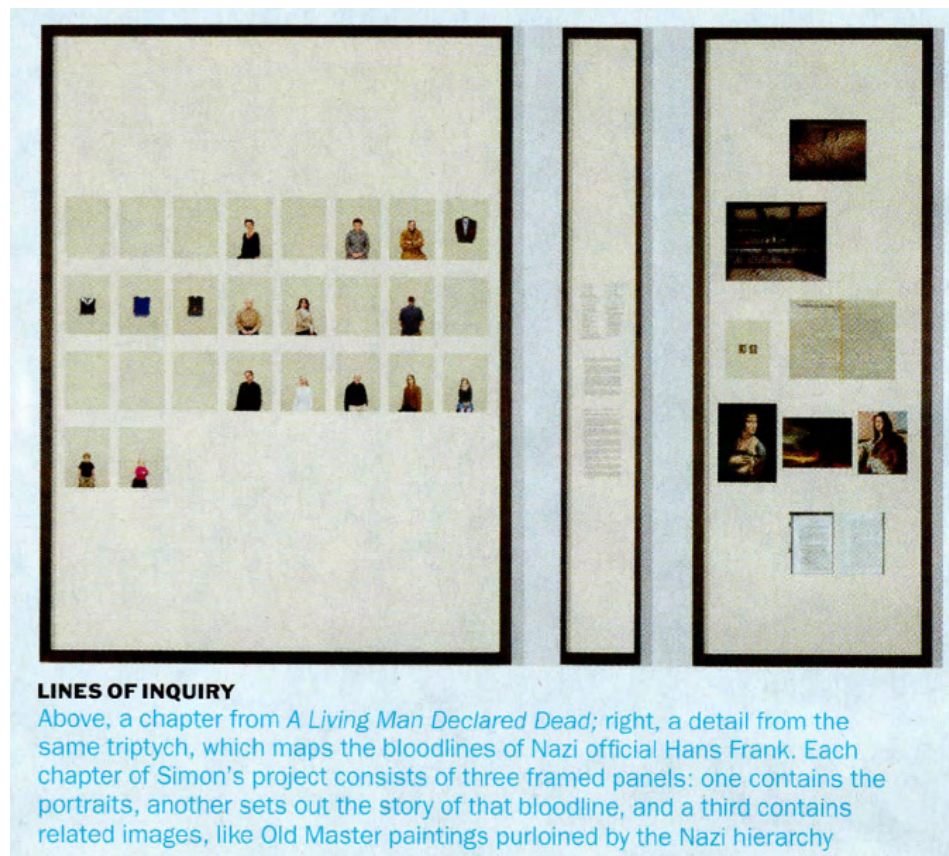 LINES OF INQUIRY
Above, a chapter from A Living Man Declared Dead; right, a detail from the
same triptych, which maps the bloodlines of Nazi official Hans Frank. Each
chapter of Simon's project consists of three framed panels: one contains the
portraits, another sets out the story of that bloodline, and a third contains
related images, like Old Master paintings purloined by the Nazi hierarchy